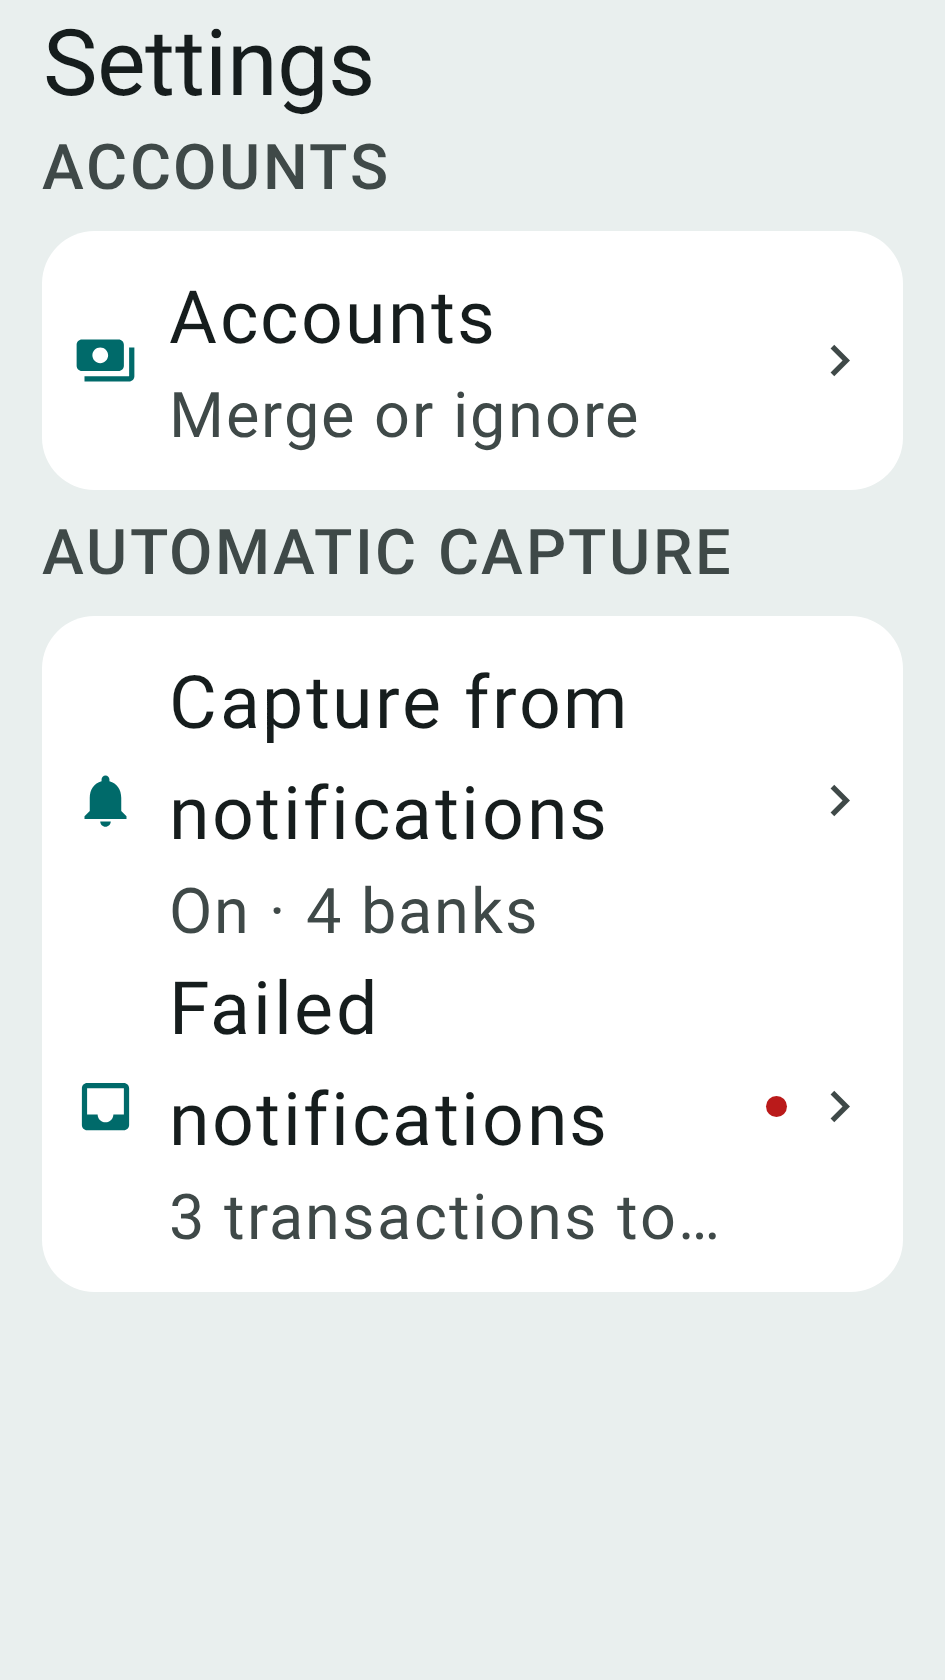 Settings
ACCOUNTS
Accounts
Merge or ignore
AUTOMATIC CAPTURE
Capture from
notifications
On · 4 banks
Failed
notifications
3 transactions to…